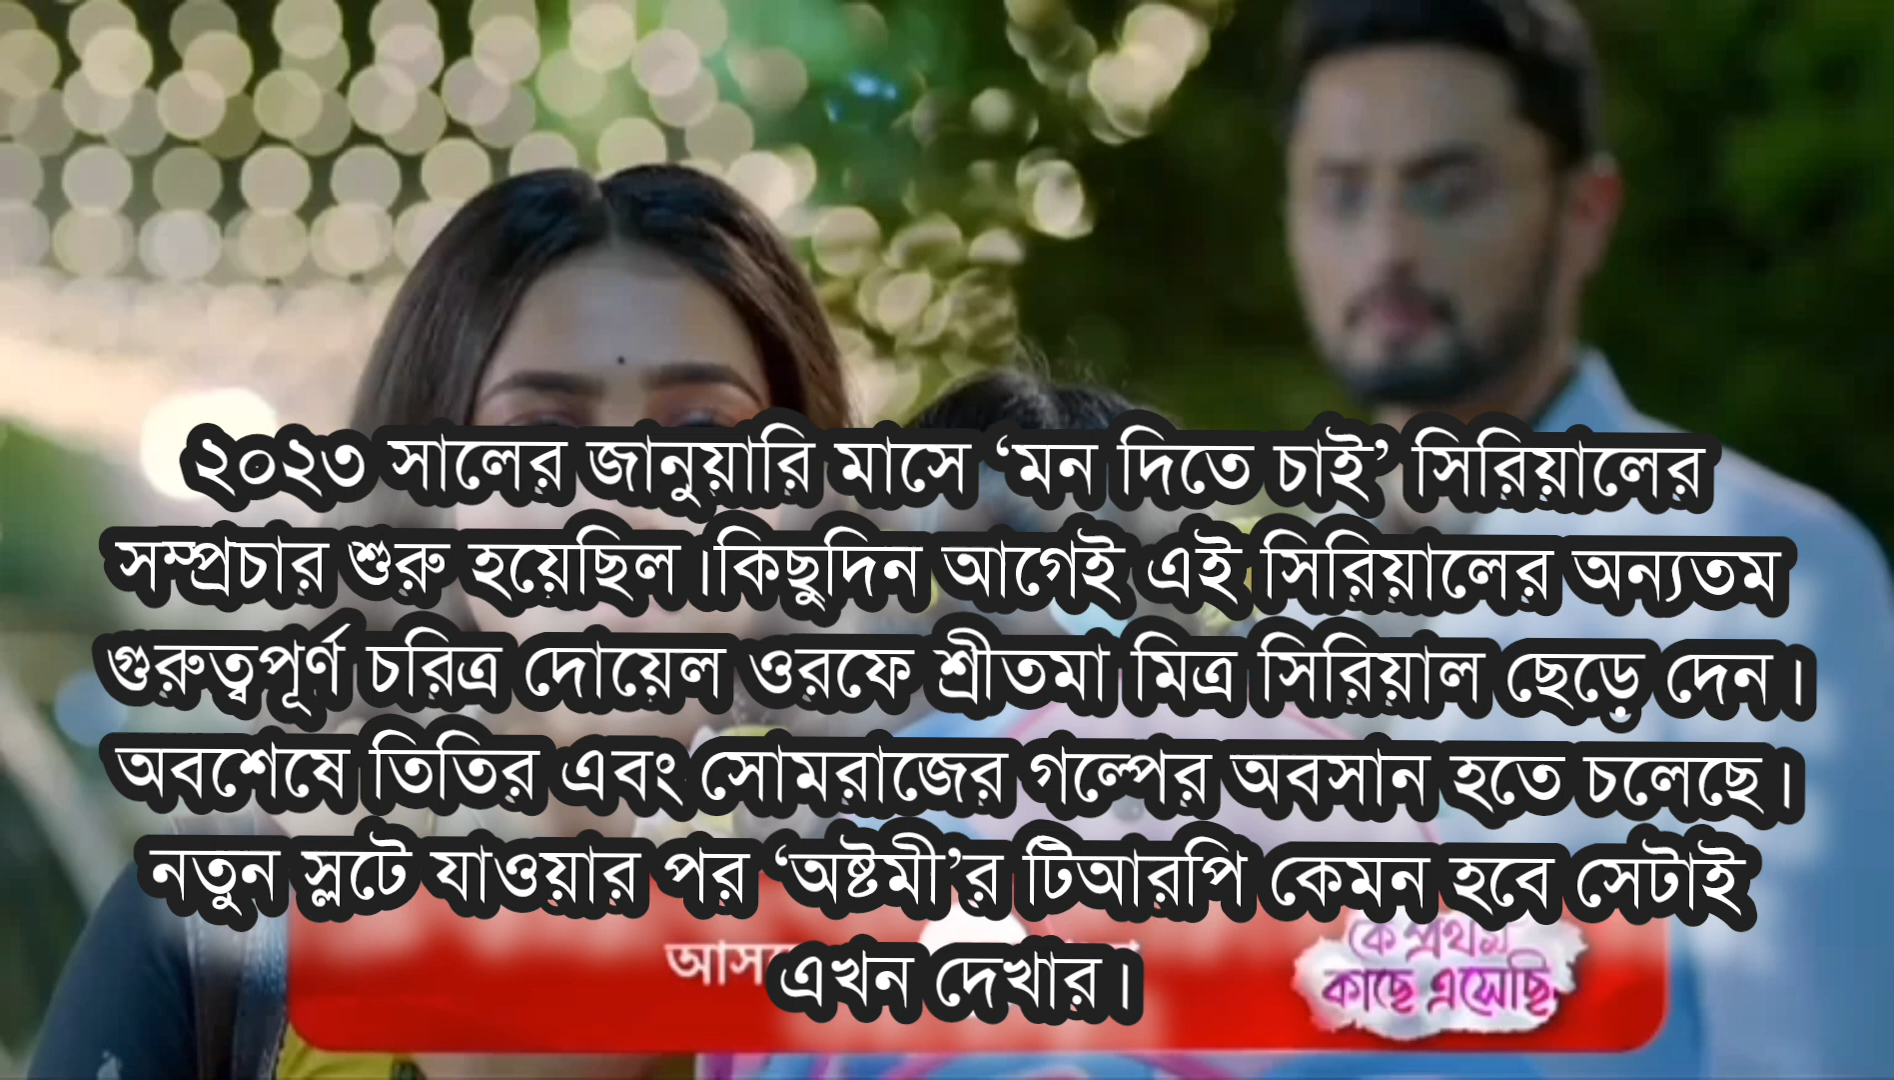 ২০২৩ সালের জানুয়ারি মাসে ‘মন দিতে চাই’ সিরিয়ালের
সম্প্রচার শুরু হয়েছিল।কিছুদিন আগেই এই সিরিয়ালের অন্যতম
গুরুত্বপূর্ণ চরিত্র দোয়েল ওরফে শ্রীতমা মিত্র সিরিয়াল ছেড়ে দেন।
অবশেষে তিতির এবং সোমরাজের গল্পের অবসান হতে চলেছে।
নতুন স্লটে যাওয়ার পর ‘অষ্টমী’র টিআরপি কেমন হবে সেটাই
এখন দেখার।
কে প্রথম
কাছে এসেছি